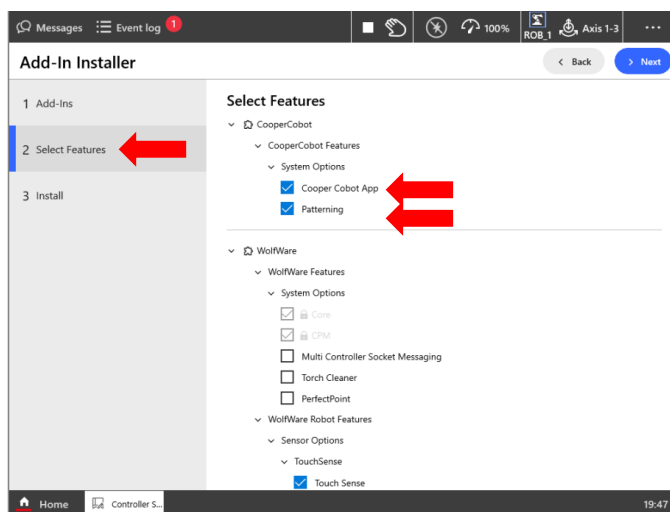 Messages
Event log
1
100%
ROB_1
Axis 1-3
...
Add-In Installer
< Back
> Next
1 Add-Ins
2 Select Features
3 Install
Select Features
CooperCobot
CooperCobot Features
System Options
Cooper Cobot App
Patterning
WolfWare
WolfWare Features
System Options
Core
CPM
Multi Controller Socket Messaging
Torch Cleaner
PerfectPoint
WolfWare Robot Features
Sensor Options
TouchSense
Touch Sense
Home
Controller S...
19:47